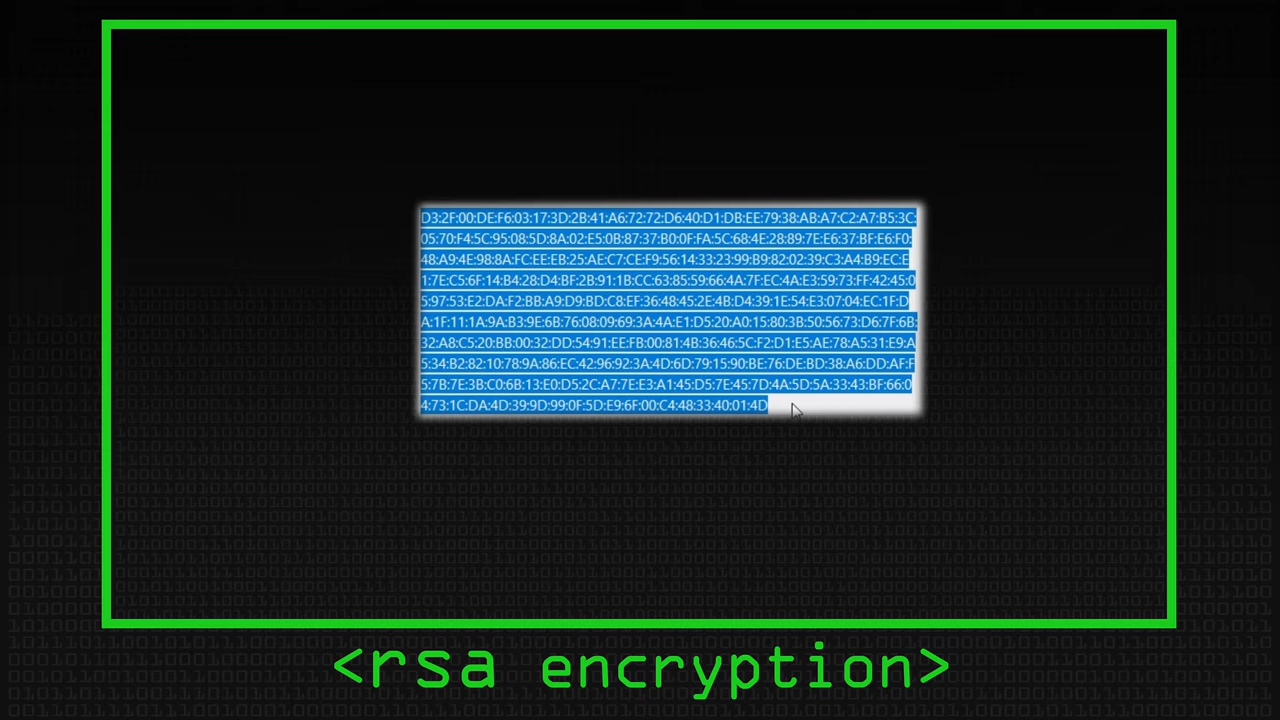 D3:2F:00:DE:F6:03:17:3D:2B:41:A6:72:72:D6:40:D1:DB:EE:79:38:AB:A7:C2:A7:B5:3C:
05:70:F4:5C:95:08:5D:8A:02:E5:0B:87:37:B0:0F:FA:5C:68:4E:28:89:7E:E6:37:BF:E6:F0:
48:A9:4E:98:8A:FC:EE:EB:25:AE:C7:CE:F9:56:14:33:23:99:B9:82:02:39:C3:A4:B9:EC:E
1:7E:C5:6F:14:B4:28:D4:BF:2B:91:1B:CC:63:85:59:66:4A:7F:EC:4A:E3:59:73:FF:42:45:0
5:97:53:E2:DA:F2:BB:A9:D9:BD:C8:EF:36:48:45:2E:4B:D4:39:1E:54:E3:07:04:EC:1F:D
A:1F:11:1A:9A:B3:9E:6B:76:08:09:69:3A:4A:E1:D5:20:A0:15:80:3B:50:56:73:D6:7F:6B:
32:A8:C5:20:BB:00:32:DD:54:91:EE:FB:00:81:4B:36:46:5C:F2:D1:E5:AE:78:A5:31:E9:A
5:34:B2:82:10:78:9A:86:EC:42:96:92:3A:4D:6D:79:15:90:BE:76:DE:BD:38:A6:DD:AF:F
5:7B:7E:3B:C0:6B:13:E0:D5:2C:A7:7E:E3:A1:45:D5:7E:45:7D:4A:5D:5A:33:43:BF:66:0
4:73:1C:DA:4D:39:9D:99:0F:5D:E9:6F:00:C4:48:33:40:01:4D
<rsa encryption>